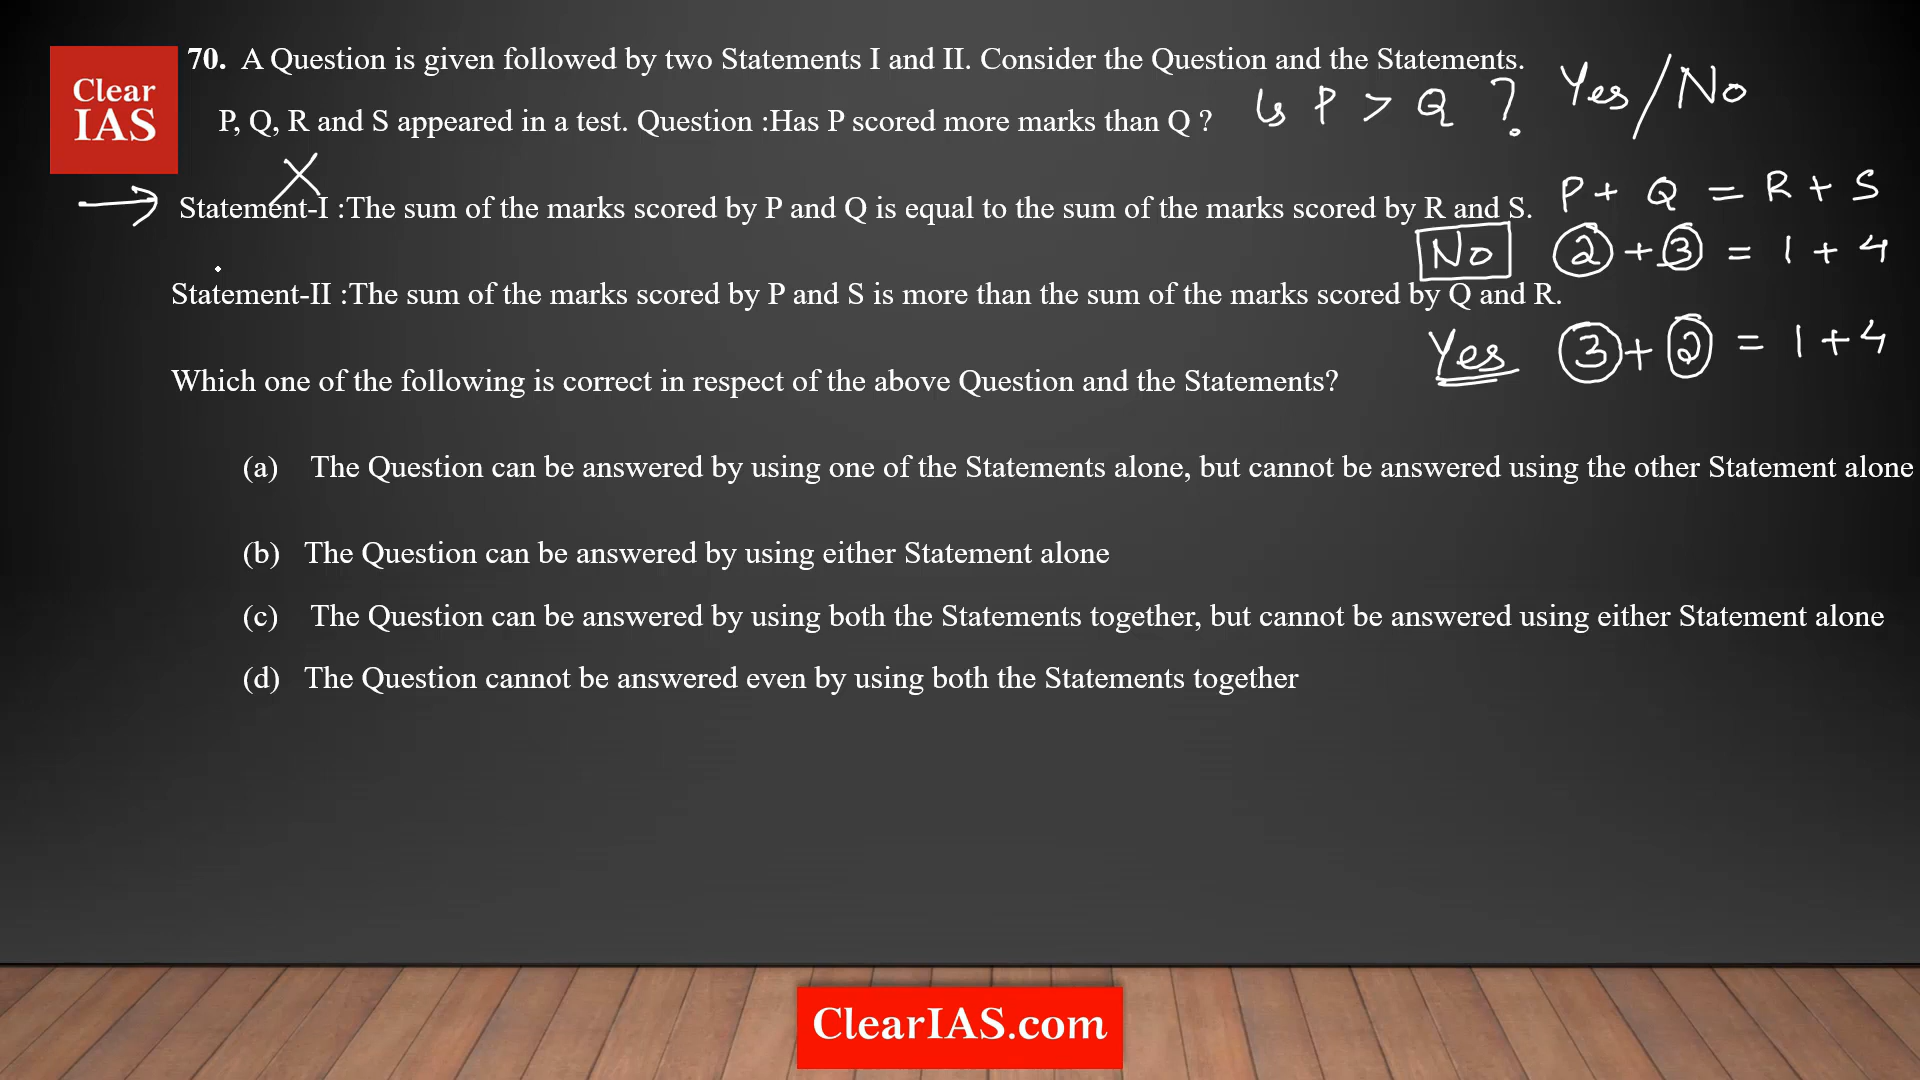 Clear
IAS
70. A Question is given followed by two Statements I and II. Consider the Question and the Statements.
P, Q, R and S appeared in a test. Question :Has P scored more marks than Q ?
Is P > Q ? Yes/No
Statement-I :The sum of the marks scored by P and Q is equal to the sum of the marks scored by R and S.
P + Q = R + S
No 2 + 3 = 1 + 4
Statement-II :The sum of the marks scored by P and S is more than the sum of the marks scored by Q and R.
Yes 3 + 2 = 1 + 4
Which one of the following is correct in respect of the above Question and the Statements?
(a) The Question can be answered by using one of the Statements alone, but cannot be answered using the other Statement alone
(b) The Question can be answered by using either Statement alone
(c) The Question can be answered by using both the Statements together, but cannot be answered using either Statement alone
(d) The Question cannot be answered even by using both the Statements together
ClearIAS.com